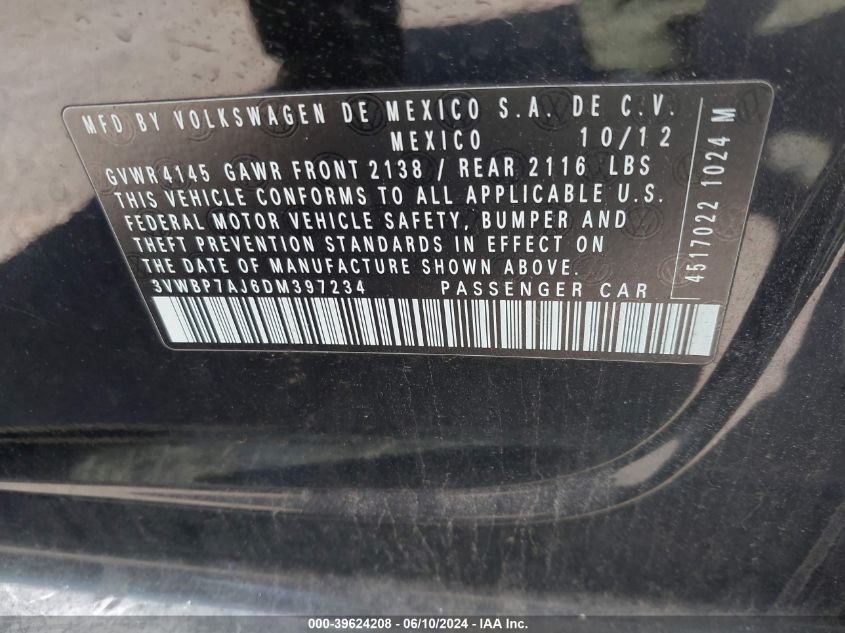 MFD BY VOLKSWAGEN DE MEXICO S.A. DE C.V.
MEXICO 10/12
GVWR4145 GAWR FRONT 2138 / REAR 2116 LBS
THIS VEHICLE CONFORMS TO ALL APPLICABLE U.S.
FEDERAL MOTOR VEHICLE SAFETY, BUMPER AND
THEFT PREVENTION STANDARDS IN EFFECT ON
THE DATE OF MANUFACTURE SHOWN ABOVE.
3VWBP7AJ6DM397234 PASSENGER CAR
4517022 1024 M
000-39624208 - 06/10/2024 - IAA Inc.